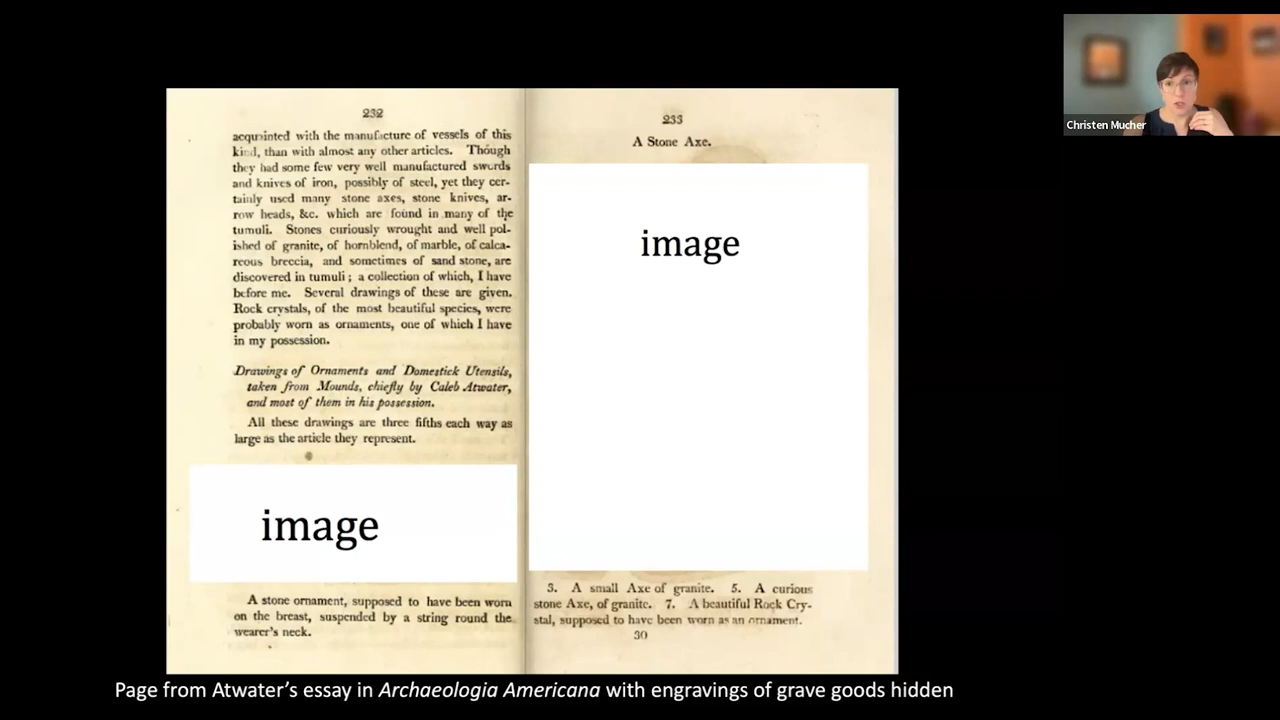 Christen Mucher
232
acquainted with the manufacture of vessels of this
kind, than with almost any other articles. Though
they had some few very well manufactured swords
and knives of iron, possibly of steel, yet they cer-
tainly used many stone axes, stone knives, ar-
row heads, &c. which are found in many of the
tumuli. Stones curiously wrought and well pol-
ished of granite, of hornblend, of marble, of calca-
reous breccia, and sometimes of sand stone, are
discovered in tumuli ; a collection of which, I have
before me. Several drawings of these are given.
Rock crystals, of the most beautiful species, were
probably worn as ornaments, one of which I have
in my possession.
Drawings of Ornaments and Domestick Utensils,
taken from Mounds, chiefly by Caleb Atwater,
and most of them in his possession.
All these drawings are three fifths each way as
large as the article they represent.
image
A stone ornament, supposed to have been worn
on the breast, suspended by a string round the
wearer's neck.
233
A Stone Axe.
image
3. A small Axe of granite. 5. A curious
stone Axe, of granite. 7. A beautiful Rock Cry-
stal, supposed to have been worn as an ornament.
30
Page from Atwater’s essay in Archaeologia Americana with engravings of grave goods hidden